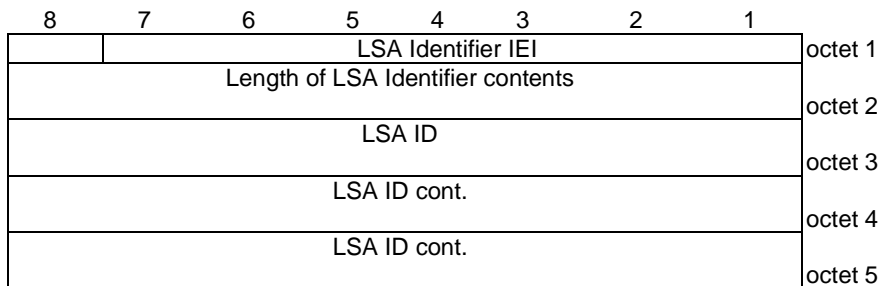 8 7 6 5 4 3 2 1
LSA Identifier IEI octet 1
Length of LSA Identifier contents
octet 2
LSA ID
octet 3
LSA ID cont.
octet 4
LSA ID cont.
octet 5